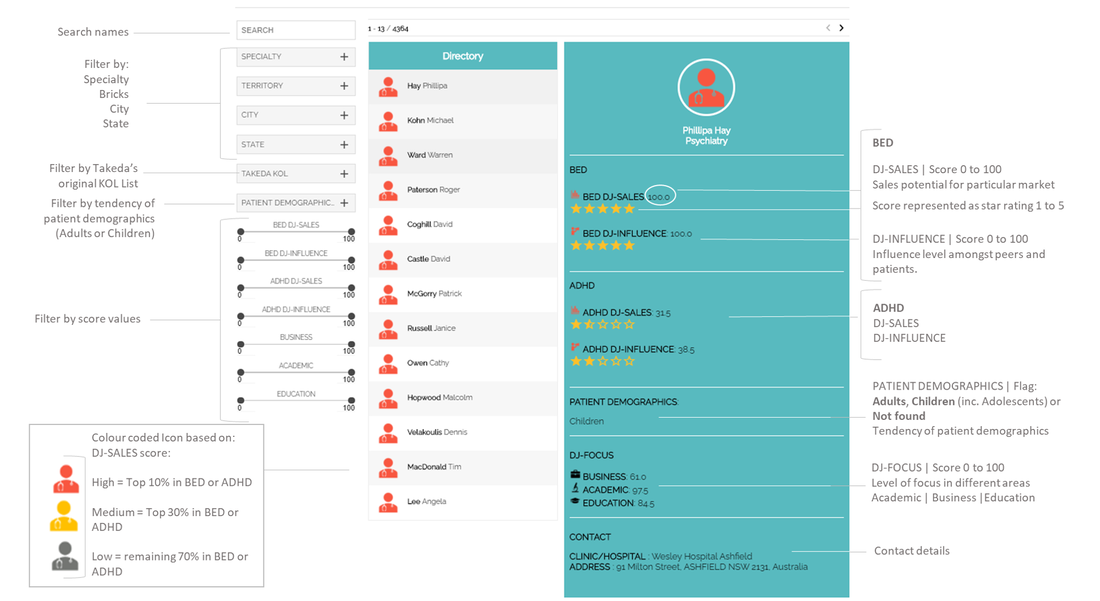 Search names
Filter by:
Specialty
Bricks
City
State
Filter by Takeda's
original KOL List
Filter by tendency of
patient demographics
(Adults or Children)
Filter by score values
Colour coded Icon based on:
DJ-SALES score:
High = Top 10% in BED or ADHD
Medium = Top 30% in BED or
ADHD
Low = remaining 70% in BED or
ADHD
SEARCH
SPECIALTY +
TERRITORY +
CITY +
STATE +
TAKEDA KOL +
PATIENT DEMOGRAPHIC... +
BED DJ-SALES
0 100
BED DJ-INFLUENCE
0 100
ADHD DJ-SALES
0 100
ADHD DJ-INFLUENCE
0 100
BUSINESS
0 100
ACADEMIC
0 100
EDUCATION
0 100
1 - 13 / 4364
Directory
Hay Phillipa
Kohn Michael
Ward Warren
Paterson Roger
Coghill David
Castle David
McGorry Patrick
Russell Janice
Owen Cathy
Hopwood Malcolm
Velakoulis Dennis
MacDonald Tim
Lee Angela
Phillipa Hay
Psychiatry
BED
BED DJ-SALES: 100.0
BED DJ-INFLUENCE: 100.0
ADHD
ADHD DJ-SALES: 31.5
ADHD DJ-INFLUENCE: 38.5
PATIENT DEMOGRAPHICS:
Children
DJ-FOCUS
BUSINESS: 61.0
ACADEMIC: 97.5
EDUCATION: 84.5
CONTACT
CLINIC/HOSPITAL : Wesley Hospital Ashfield
ADDRESS : 91 Milton Street, ASHFIELD NSW 2131, Australia
BED
DJ-SALES | Score 0 to 100
Sales potential for particular market
Score represented as star rating 1 to 5
DJ-INFLUENCE | Score 0 to 100
Influence level amongst peers and
patients.
ADHD
DJ-SALES
DJ-INFLUENCE
PATIENT DEMOGRAPHICS | Flag:
Adults, Children (inc. Adolescents) or
Not found
Tendency of patient demographics
DJ-FOCUS | Score 0 to 100
Level of focus in different areas
Academic | Business |Education
Contact details